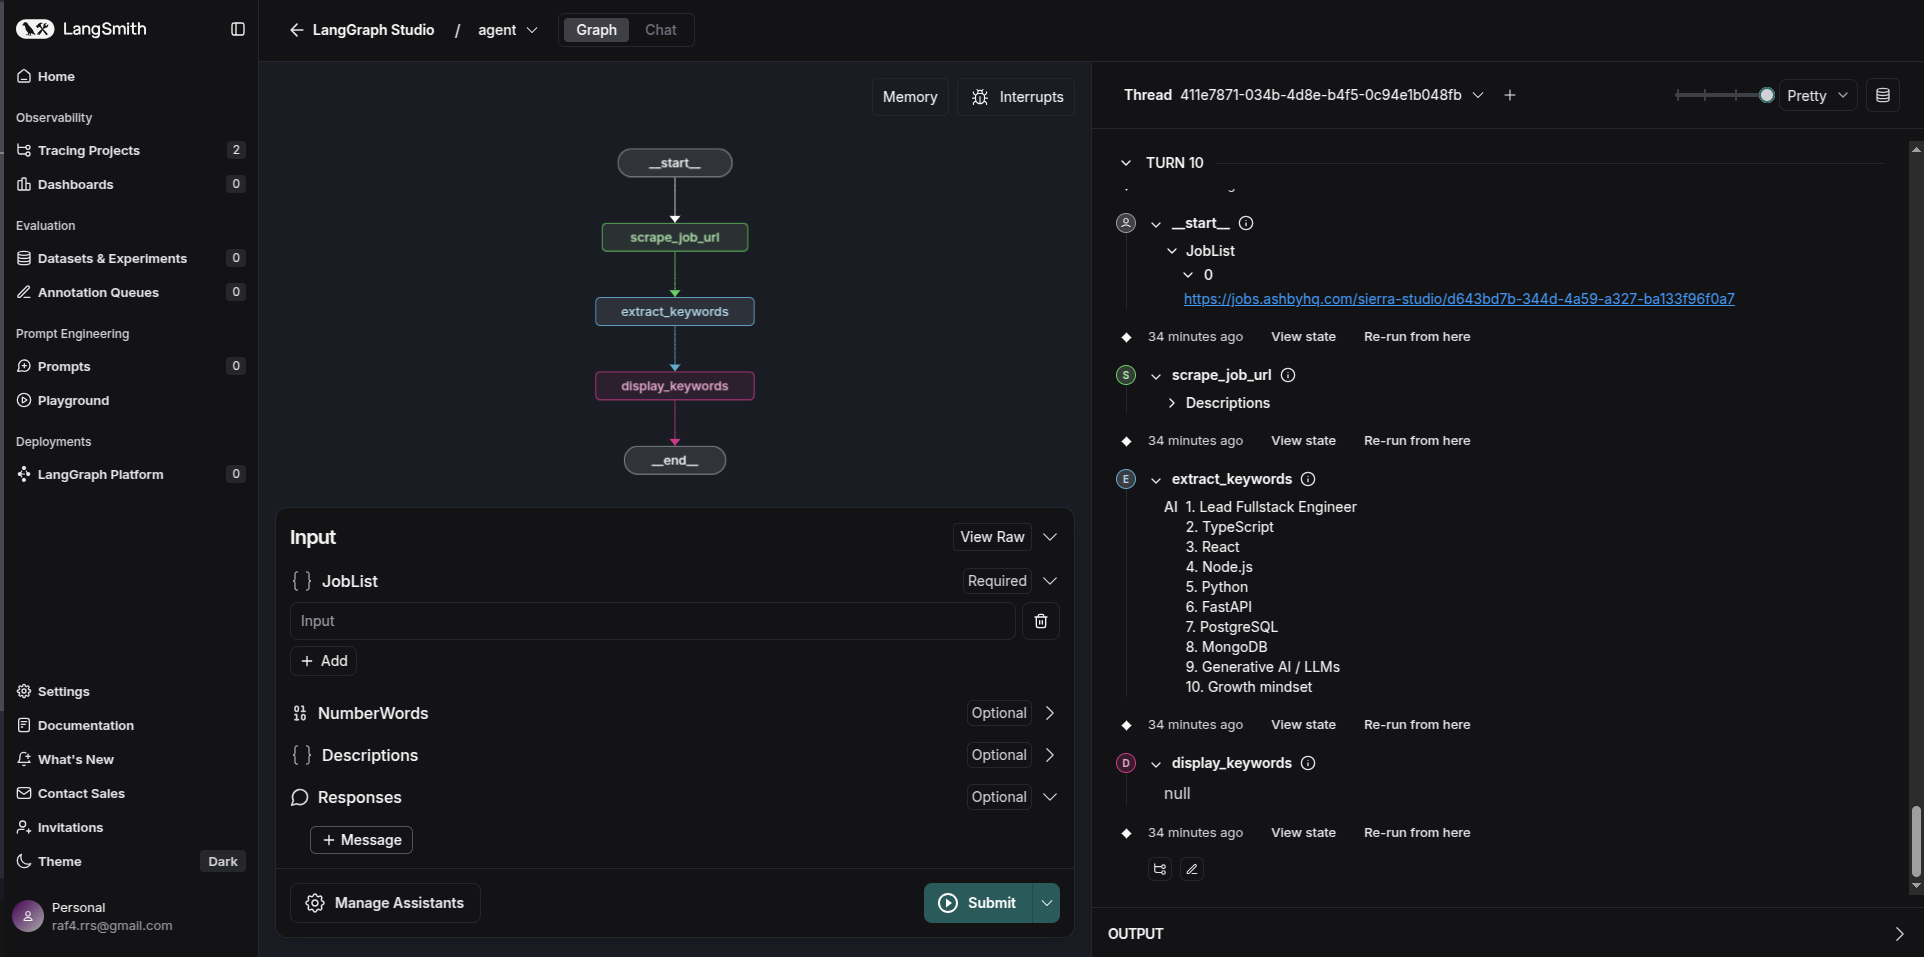 LangSmith
Home
Observability
Tracing Projects 2
Dashboards 0
Evaluation
Datasets & Experiments 0
Annotation Queues 0
Prompt Engineering
Prompts 0
Playground
Deployments
LangGraph Platform 0
Settings
Documentation
What's New
Contact Sales
Invitations
Theme Dark
Personal
raf4.rrs@gmail.com
LangGraph Studio / agent Graph Chat
Memory Interrupts
__start__
scrape_job_url
extract_keywords
display_keywords
__end__
Input View Raw
{ } JobList Required
Input
+ Add
NumberWords Optional
{ } Descriptions Optional
Responses Optional
+ Message
Manage Assistants Submit
Thread 411e7871-034b-4d8e-b4f5-0c94e1b048fb + Pretty
TURN 10
__start__
JobList
0
https://jobs.ashbyhq.com/sierra-studio/d643bd7b-344d-4a59-a327-ba133f96f0a7
34 minutes ago View state Re-run from here
S scrape_job_url
Descriptions
34 minutes ago View state Re-run from here
E extract_keywords
AI 1. Lead Fullstack Engineer
2. TypeScript
3. React
4. Node.js
5. Python
6. FastAPI
7. PostgreSQL
8. MongoDB
9. Generative AI / LLMs
10. Growth mindset
34 minutes ago View state Re-run from here
D display_keywords
null
34 minutes ago View state Re-run from here
OUTPUT